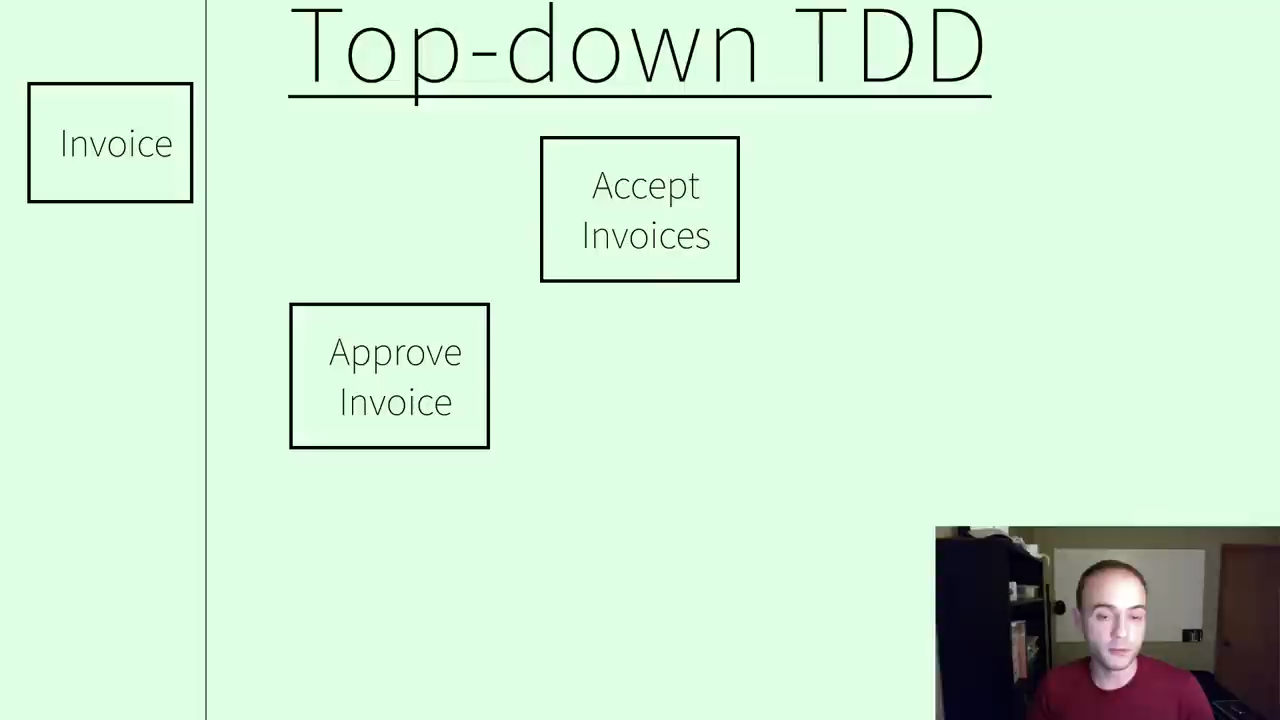 Top-down TDD
Invoice
Accept
Invoices
Approve
Invoice